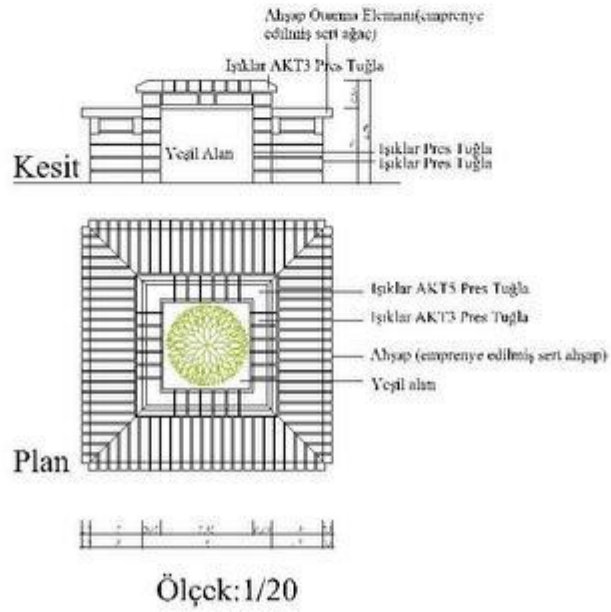 Ahşap Oturma Elemanı(emprenye
edilmiş sert ağaç)
Işıklar AKT3 Pres Tuğla
Yeşil Alan
Işıklar Pres Tuğla
Işıklar Pres Tuğla
Kesit
Işıklar AKT5 Pres Tuğla
Işıklar AKT3 Pres Tuğla
Ahşap (emprenye edilmiş sert ahşap)
Yeşil alan
Plan
Ölçek:1/20